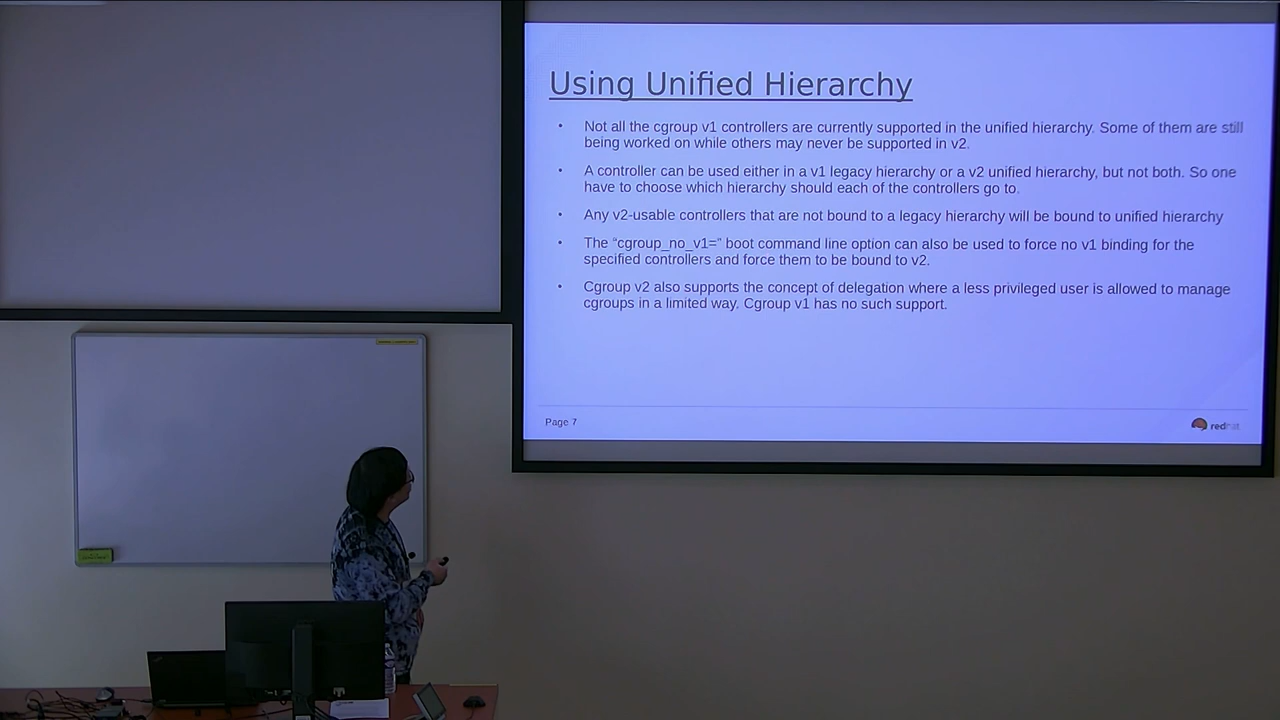 Using Unified Hierarchy
• Not all the cgroup v1 controllers are currently supported in the unified hierarchy. Some of them are still
being worked on while others may never be supported in v2.
• A controller can be used either in a v1 legacy hierarchy or a v2 unified hierarchy, but not both. So one
have to choose which hierarchy should each of the controllers go to.
• Any v2-usable controllers that are not bound to a legacy hierarchy will be bound to unified hierarchy
• The “cgroup_no_v1=” boot command line option can also be used to force no v1 binding for the
specified controllers and force them to be bound to v2.
• Cgroup v2 also supports the concept of delegation where a less privileged user is allowed to manage
cgroups in a limited way. Cgroup v1 has no such support.
Page 7
redhat